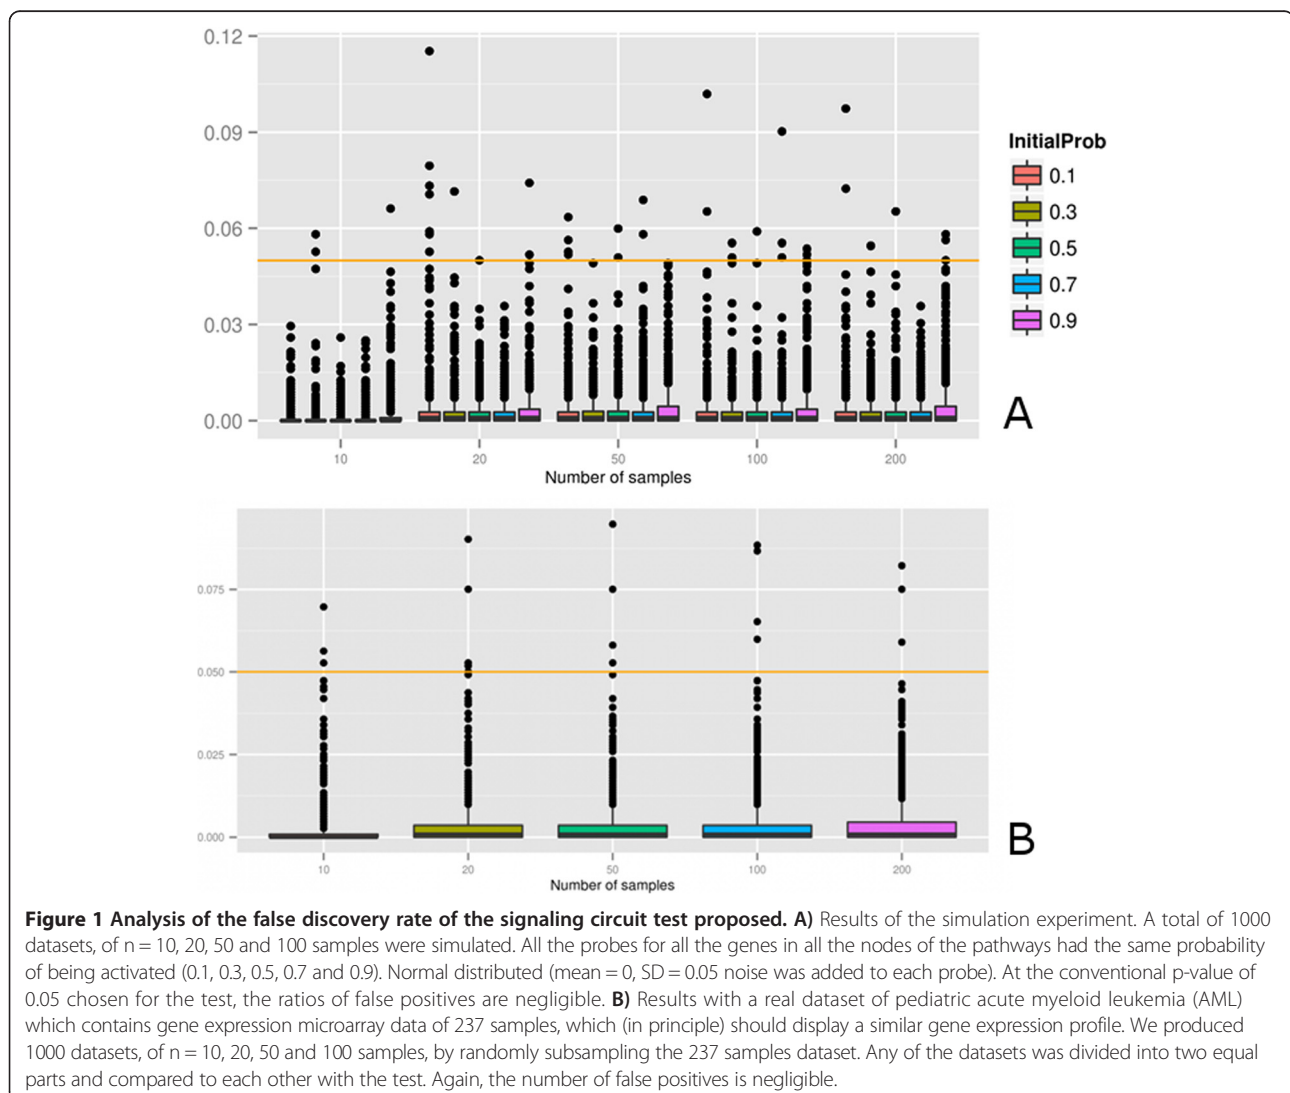 0.12
0.09
0.06
0.03
0.00
10 20 50 100 200
Number of samples
InitialProb
0.1
0.3
0.5
0.7
0.9
A
0.075
0.050
0.025
0.000
10 20 50 100 200
Number of samples
B
Figure 1 Analysis of the false discovery rate of the signaling circuit test proposed. A) Results of the simulation experiment. A total of 1000
datasets, of n = 10, 20, 50 and 100 samples were simulated. All the probes for all the genes in all the nodes of the pathways had the same probability
of being activated (0.1, 0.3, 0.5, 0.7 and 0.9). Normal distributed (mean = 0, SD = 0.05 noise was added to each probe). At the conventional p-value of
0.05 chosen for the test, the ratios of false positives are negligible. B) Results with a real dataset of pediatric acute myeloid leukemia (AML)
which contains gene expression microarray data of 237 samples, which (in principle) should display a similar gene expression profile. We produced
1000 datasets, of n = 10, 20, 50 and 100 samples, by randomly subsampling the 237 samples dataset. Any of the datasets was divided into two equal
parts and compared to each other with the test. Again, the number of false positives is negligible.